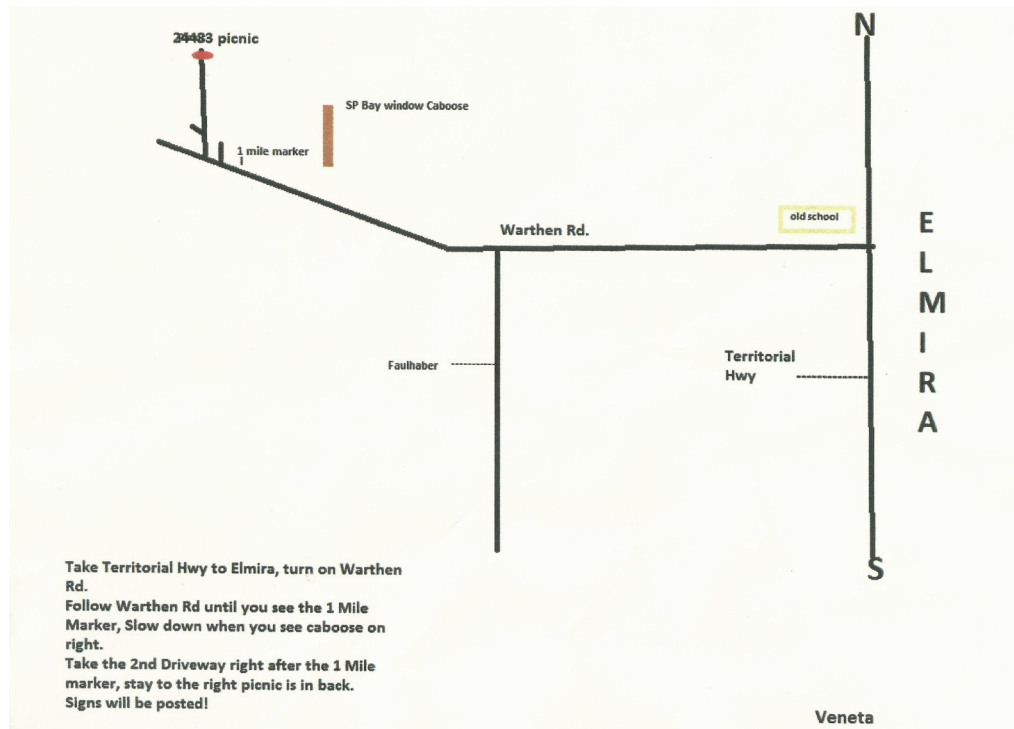 24483 picnic
N
SP Bay window Caboose
1 mile marker
old school
Warthen Rd.
ELMIRA
Territorial
Hwy
Faulhaber
S
Take Territorial Hwy to Elmira, turn on Warthen
Rd.
Follow Warthen Rd until you see the 1 Mile
Marker, Slow down when you see caboose on
right.
Take the 2nd Driveway right after the 1 Mile
marker, stay to the right picnic is in back.
Signs will be posted!
Veneta